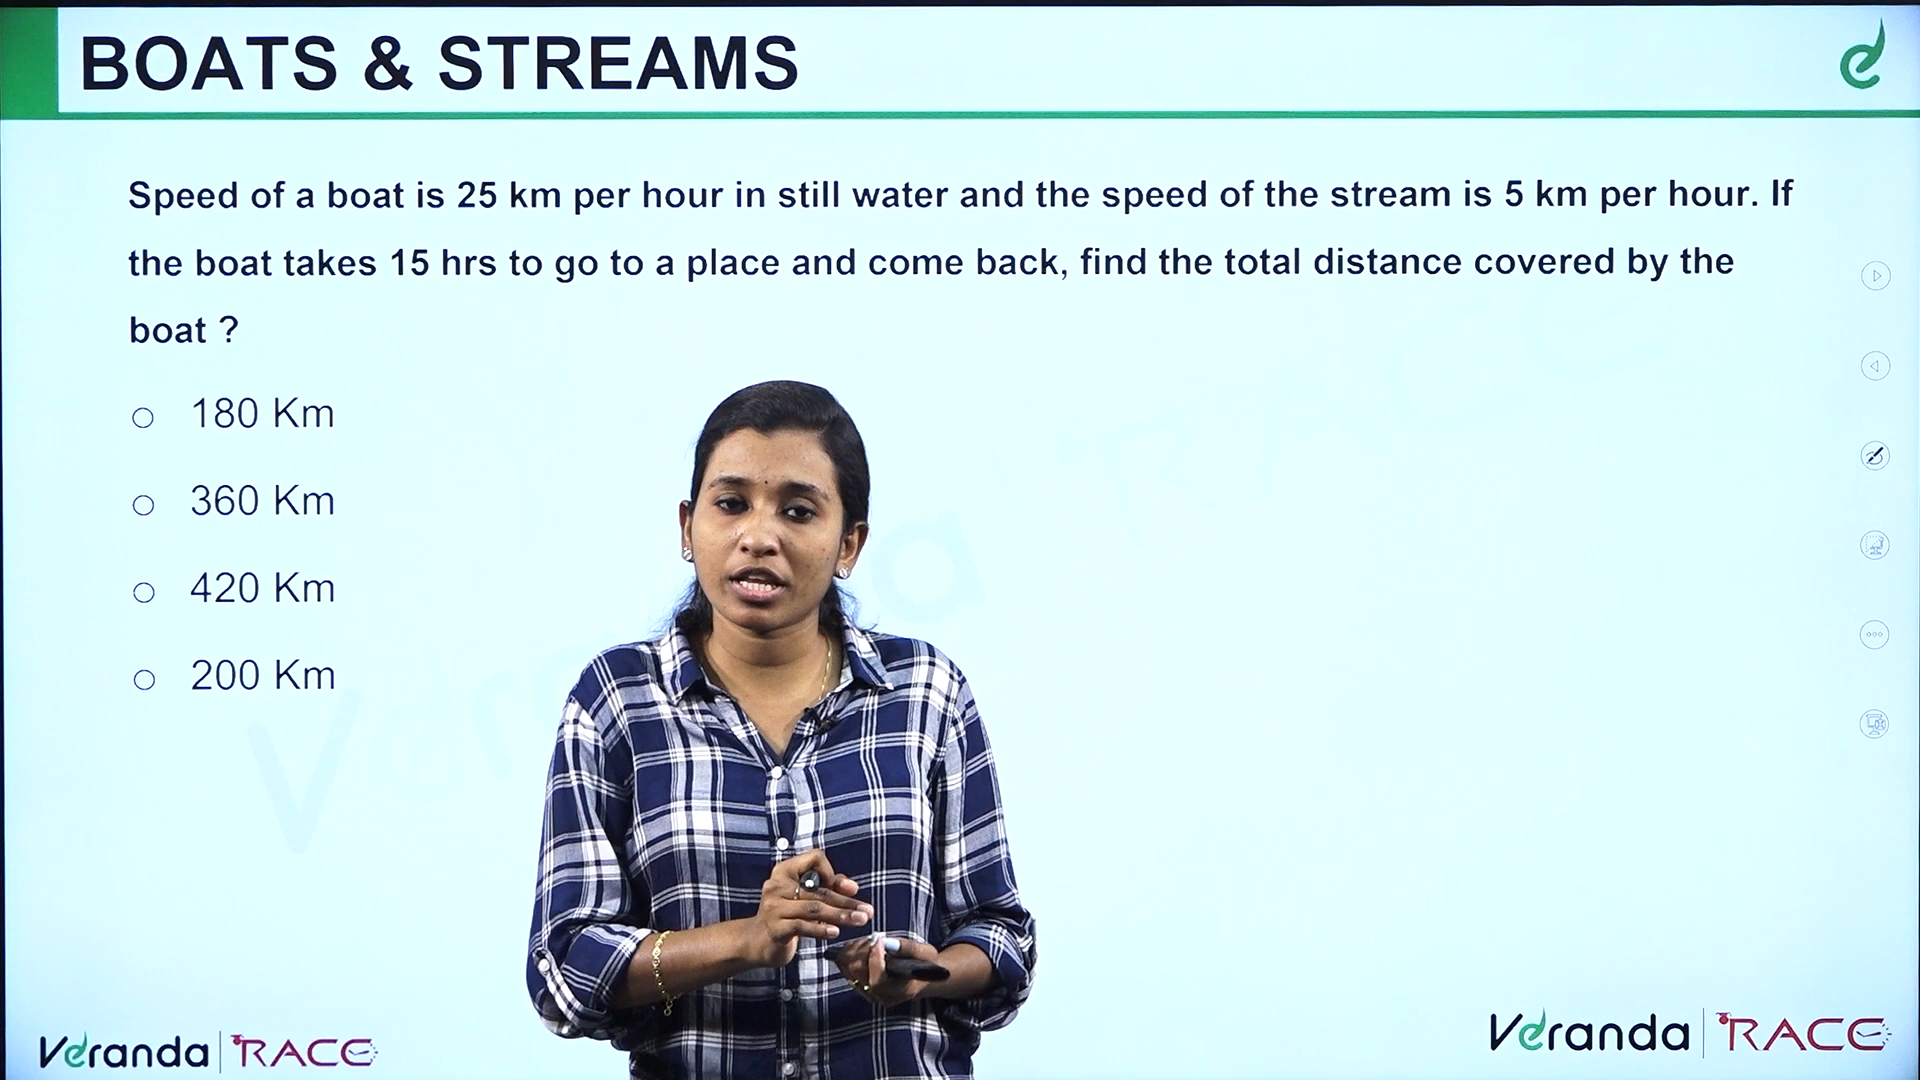 BOATS & STREAMS
Speed of a boat is 25 km per hour in still water and the speed of the stream is 5 km per hour. If
the boat takes 15 hrs to go to a place and come back, find the total distance covered by the
boat ?
180 Km
360 Km
420 Km
200 Km
Veranda RACE
Veranda RACE
Veranda RACE